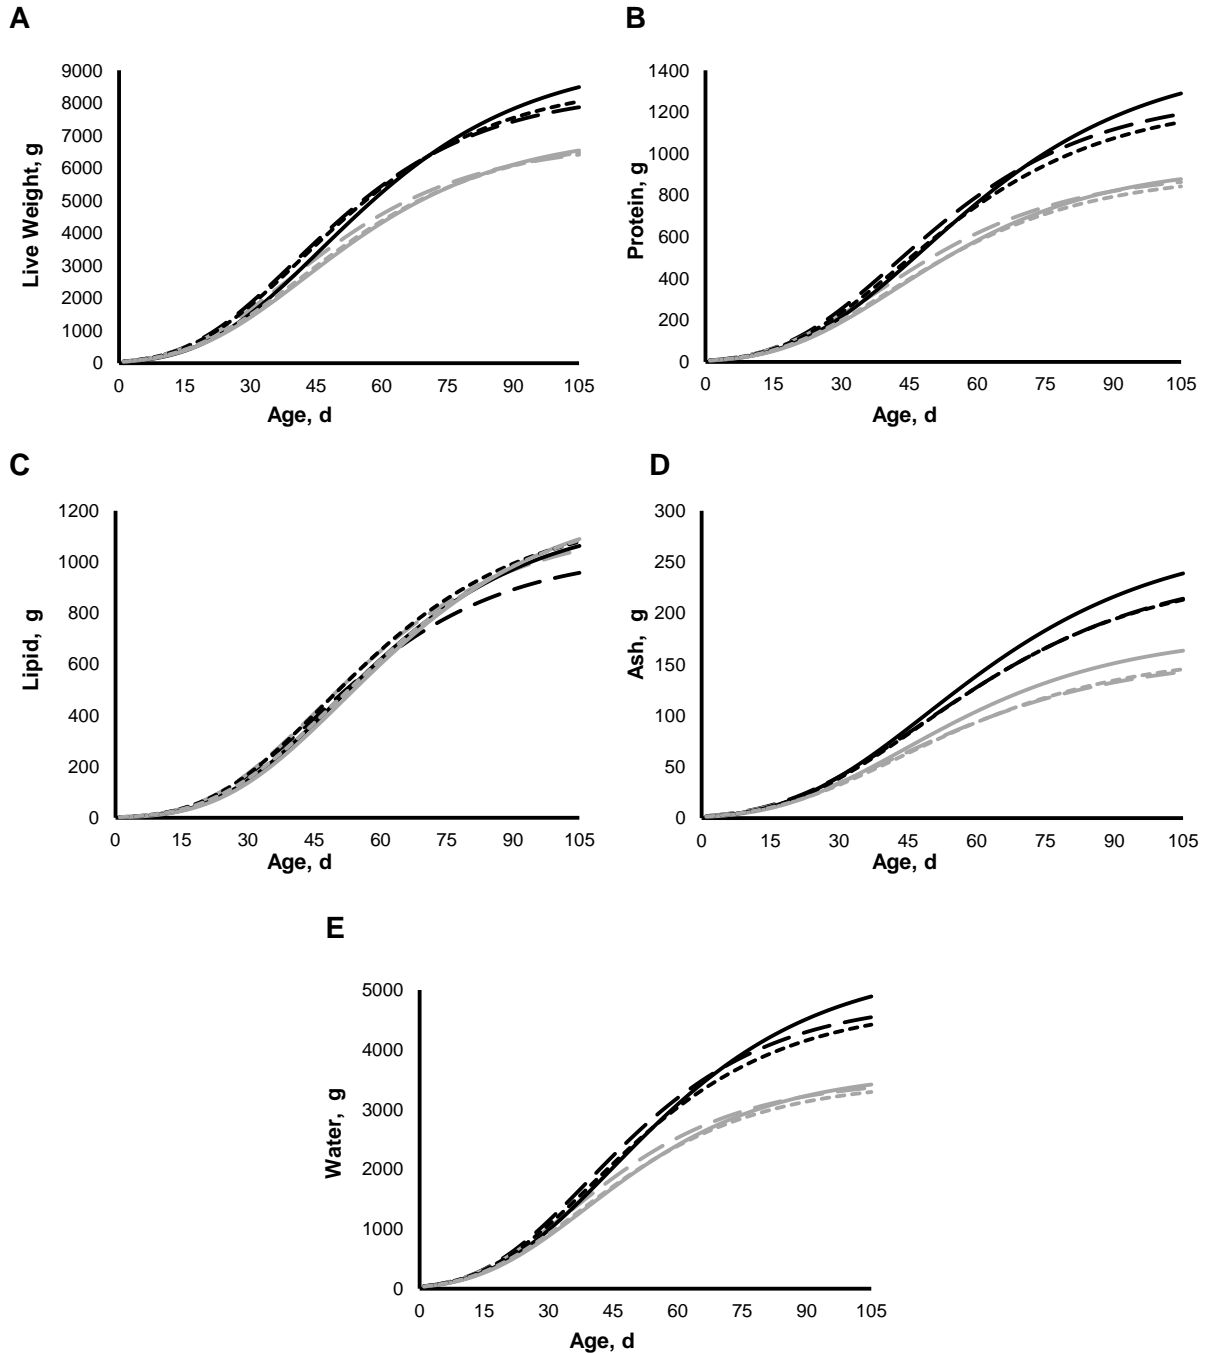 A
B
9000
8000
7000
6000
5000
4000
3000
2000
1000
0
Live Weight, g
0 15 30 45 60 75 90 105
Age, d
1400
1200
1000
800
600
400
200
0
Protein, g
0 15 30 45 60 75 90 105
Age, d
C
D
1200
1000
800
600
400
200
0
Lipid, g
0 15 30 45 60 75 90 105
Age, d
300
250
200
150
100
50
0
Ash, g
0 15 30 45 60 75 90 105
Age, d
E
5000
4000
3000
2000
1000
0
Water, g
0 15 30 45 60 75 90 105
Age, d